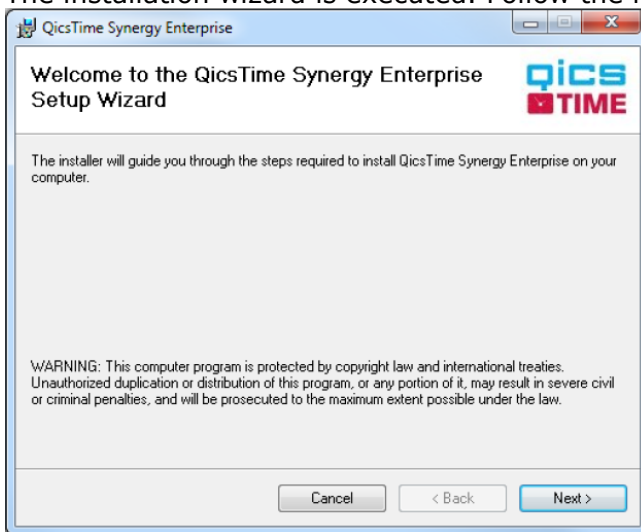 The installation wizard is executed. Follow the
QicsTime Synergy Enterprise
Welcome to the QicsTime Synergy Enterprise
Setup Wizard
QICS
TIME
The installer will guide you through the steps required to install QicsTime Synergy Enterprise on your
computer.
WARNING: This computer program is protected by copyright law and international treaties.
Unauthorized duplication or distribution of this program, or any portion of it, may result in severe civil
or criminal penalties, and will be prosecuted to the maximum extent possible under the law.
Cancel
< Back
Next >